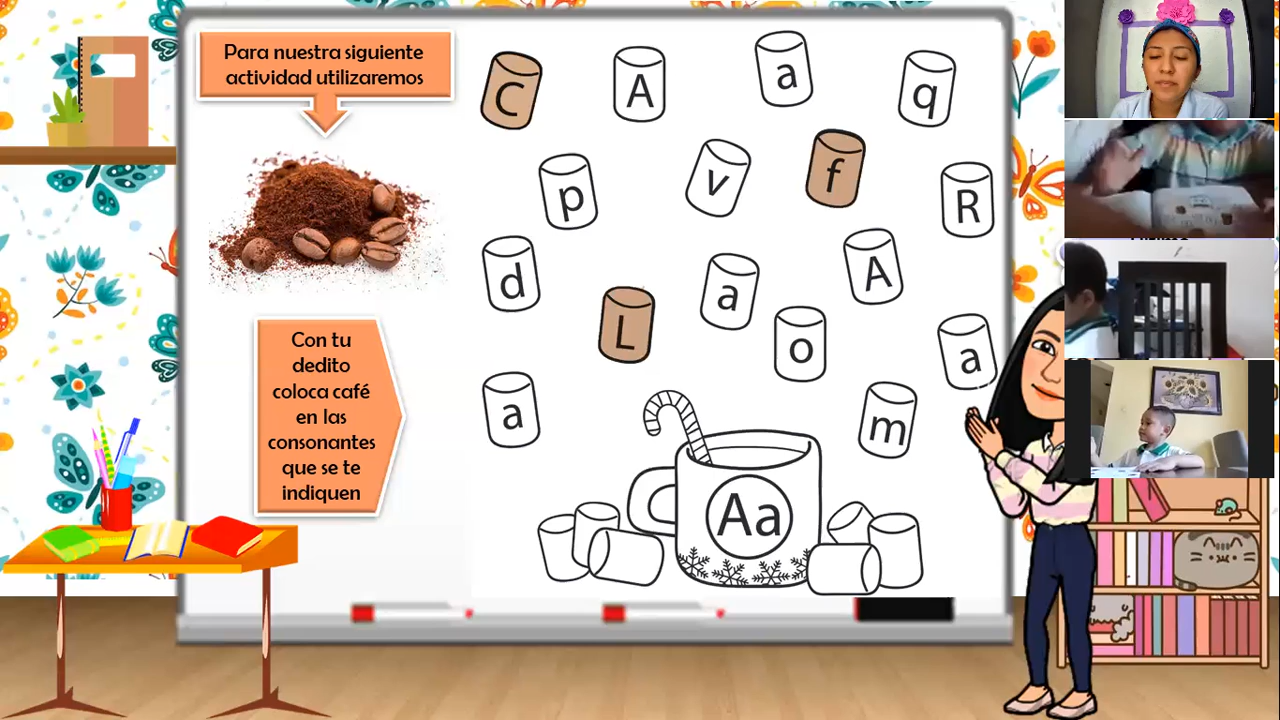 Para nuestra siguiente
actividad utilizaremos
Con tu
dedito
coloca café
en las
consonantes
que se te
indiquen
C A a q
p v f R
d a A
L o a
a m
Aa